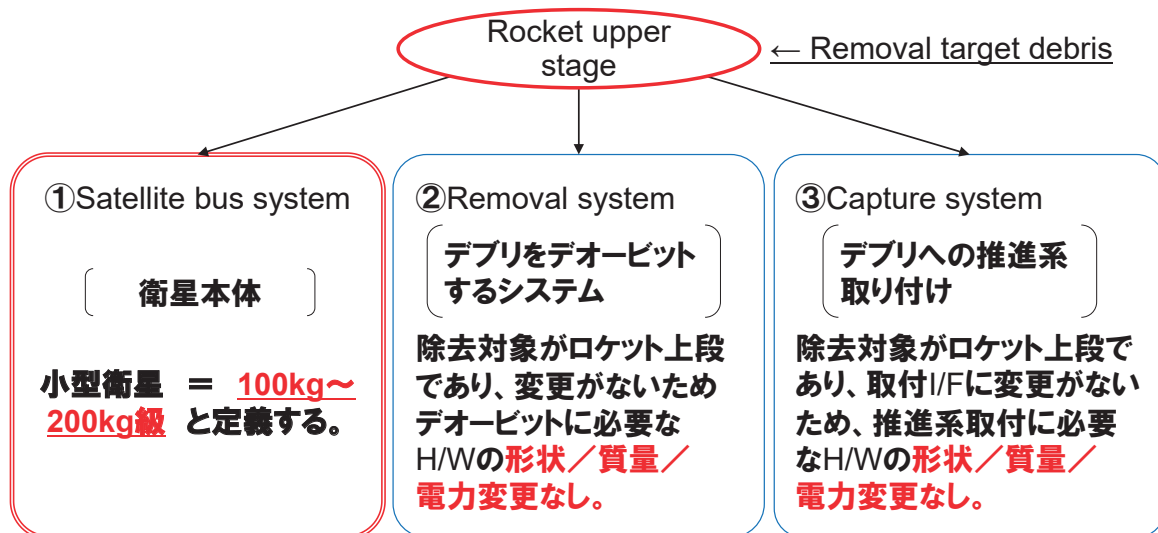 Rocket upper
stage
← Removal target debris
①Satellite bus system
衛星本体
小型衛星 ＝ 100kg～
200kg級 と定義する。
②Removal system
デブリをデオービット
するシステム
除去対象がロケット上段
であり、変更がないため
デオービットに必要な
H/Wの形状／質量／
電力変更なし。
③Capture system
デブリへの推進系
取り付け
除去対象がロケット上段で
あり、取付I/Fに変更がない
ため、推進系取付に必要
なH/Wの形状／質量／
電力変更なし。